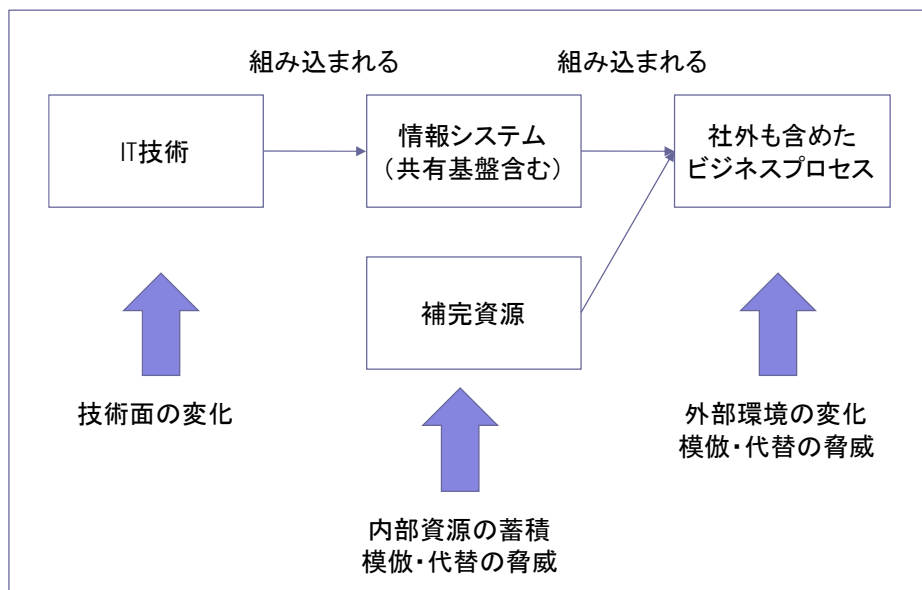 組み込まれる
組み込まれる
IT技術
情報システム
（共有基盤含む）
社外も含めた
ビジネスプロセス
補完資源
技術面の変化
外部環境の変化
模倣・代替の脅威
内部資源の蓄積
模倣・代替の脅威